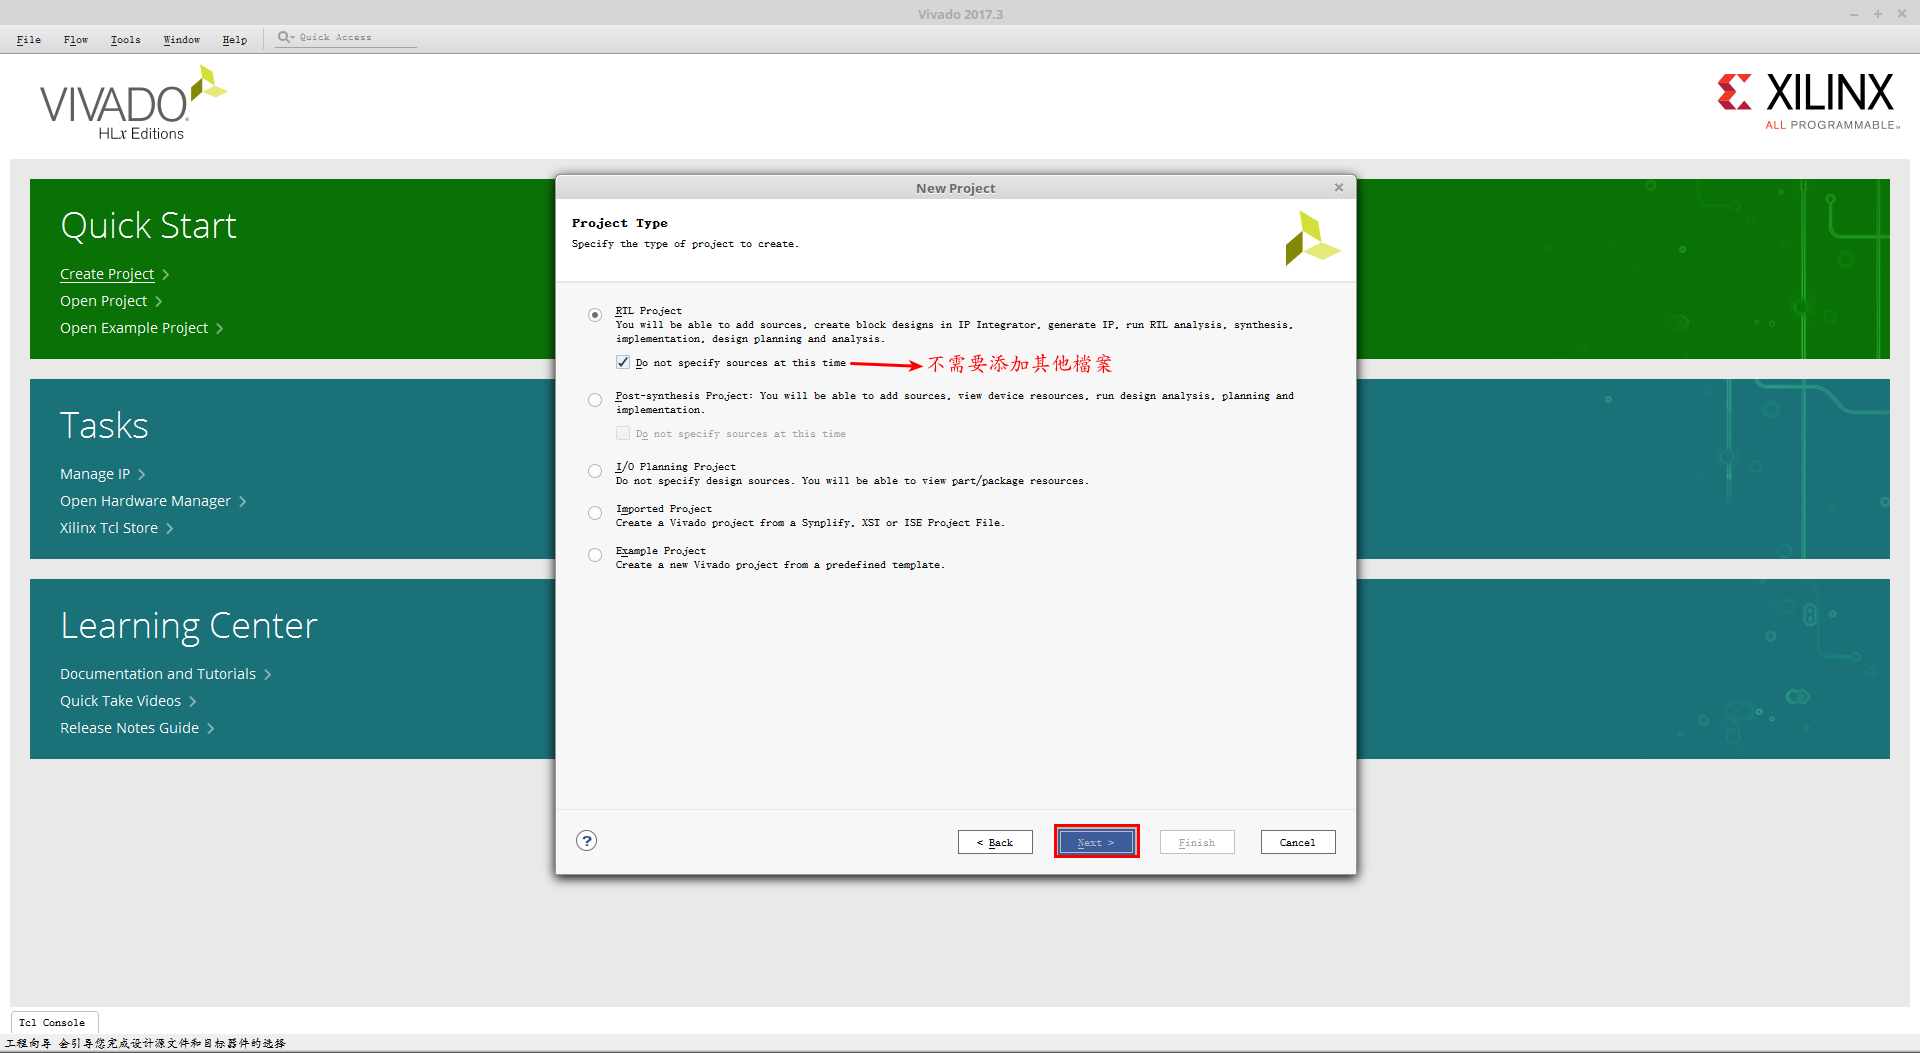 Vivado 2017.3
File Flow Tools Window Help Quick Access
VIVADO
HLx Editions
XILINX
ALL PROGRAMMABLE™
Quick Start
Create Project
Open Project
Open Example Project
Tasks
Manage IP
Open Hardware Manager
Xilinx Tcl Store
Learning Center
Documentation and Tutorials
Quick Take Videos
Release Notes Guide
New Project
Project Type
Specify the type of project to create.
RTL Project
You will be able to add sources, create block designs in IP Integrator, generate IP, run RTL analysis, synthesis,
implementation, design planning and analysis.
Do not specify sources at this time
不需要添加其他檔案
Post-synthesis Project: You will be able to add sources, view device resources, run design analysis, planning and
implementation.
Do not specify sources at this time
I/O Planning Project
Do not specify design sources. You will be able to view part/package resources.
Imported Project
Create a Vivado project from a Synplify, XST or ISE Project File.
Example Project
Create a new Vivado project from a predefined template.
? < Back Next > Finish Cancel
Tcl Console
工程向导 会引导您完成设计源文件和目标器件的选择